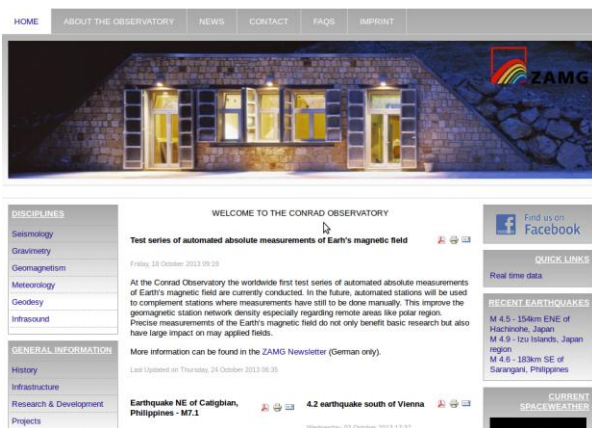 HOME ABOUT THE OBSERVATORY NEWS CONTACT FAQS IMPRINT
ZAMG
DISCIPLINES
Seismology
Gravimetry
Geomagnetism
Meteorology
Geodesy
Infrasound
GENERAL INFORMATION
History
Infrastructure
Research & Development
Projects
WELCOME TO THE CONRAD OBSERVATORY
Test series of automated absolute measurements of Earh's magnetic field
Friday, 18 October 2013 09:10
At the Conrad Observatory the worldwide first test series of automated absolute measurements
of Earth's magnetic field are currently conducted. In the future, automated stations will be used
to complement stations where measurements have still to be done manually. This improve the
geomagnetic station network density especially regarding remote areas like polar region.
Precise measurememts of the Earth's magnetic field do not only benefit basic research but also
have large impact on may applied fields.
More information can be found in the ZAMG Newsletter (German only).
Last Updated on Thursday, 24 October 2013 06:35
Earthquake NE of Catigbian,
Philippines - M7.1
4.2 earthquake south of Vienna
Wednesday, 02 October 2013
Find us on
Facebook
QUICK LINKS
Real time data
RECENT EARTHQUAKES
M 4.5 - 154km ENE of
Hachinohe, Japan
M 4.9 - Izu Islands, Japan
region
M 4.6 - 183km SE of
Sarangani, Philippines
CURRENT
SPACEWEATHER